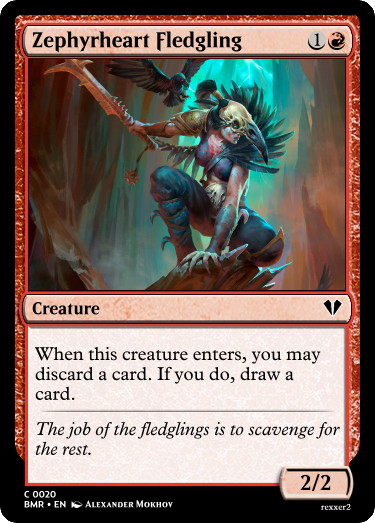 Zephyrheart Fledgling 1
Creature
When this creature enters, you may
discard a card. If you do, draw a
card.
The job of the fledglings is to scavenge for
the rest.
2/2
C 0020
BMR • EN Alexander Mokhov
rexxer2